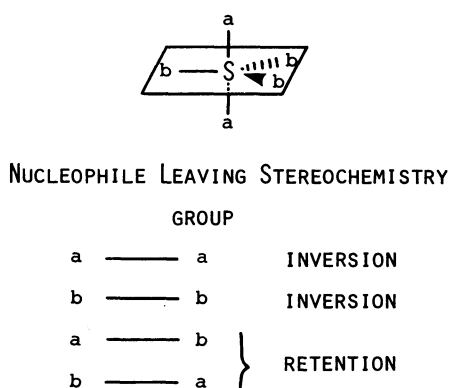 a
b S b
b
a
NUCLEOPHILE LEAVING STEREOCHEMISTRY
GROUP
a — a INVERSION
b — b INVERSION
a — b
RETENTION
b — a